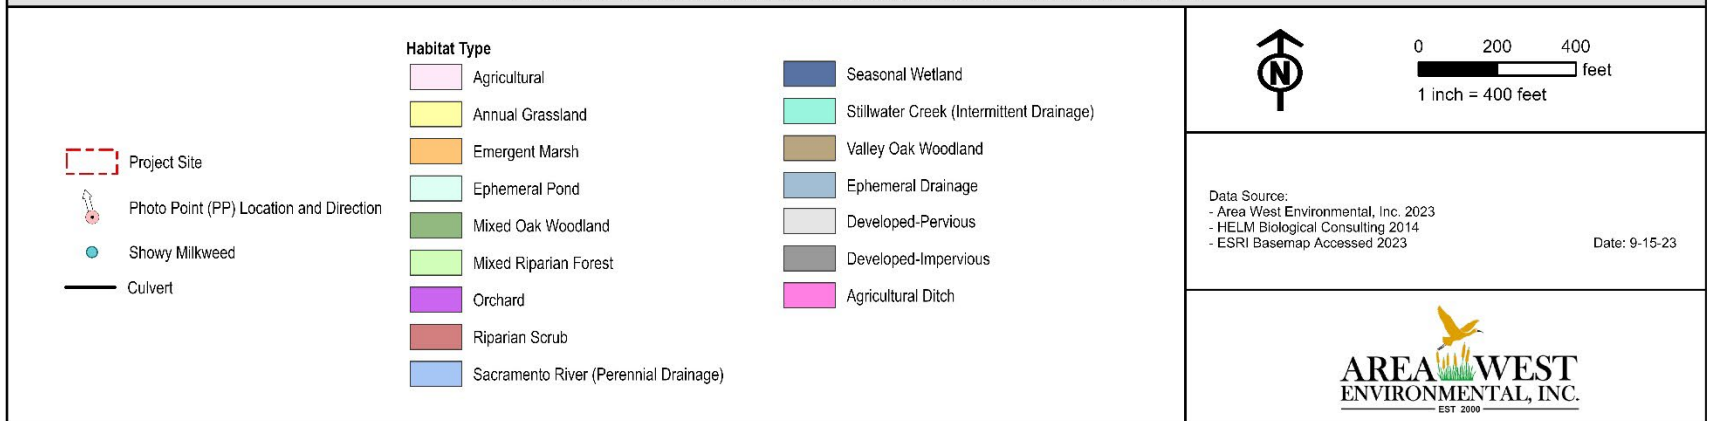 Project Site
Photo Point (PP) Location and Direction
Showy Milkweed
Culvert
Habitat Type
Agricultural
Annual Grassland
Emergent Marsh
Ephemeral Pond
Mixed Oak Woodland
Mixed Riparian Forest
Orchard
Riparian Scrub
Sacramento River (Perennial Drainage)
Seasonal Wetland
Stillwater Creek (Intermittent Drainage)
Valley Oak Woodland
Ephemeral Drainage
Developed-Pervious
Developed-Impervious
Agricultural Ditch
N
0 200 400
feet
1 inch = 400 feet
Data Source:
- Area West Environmental, Inc. 2023
- HELM Biological Consulting 2014
- ESRI Basemap Accessed 2023
Date: 9-15-23
AREA WEST
ENVIRONMENTAL, INC.
EST 2000